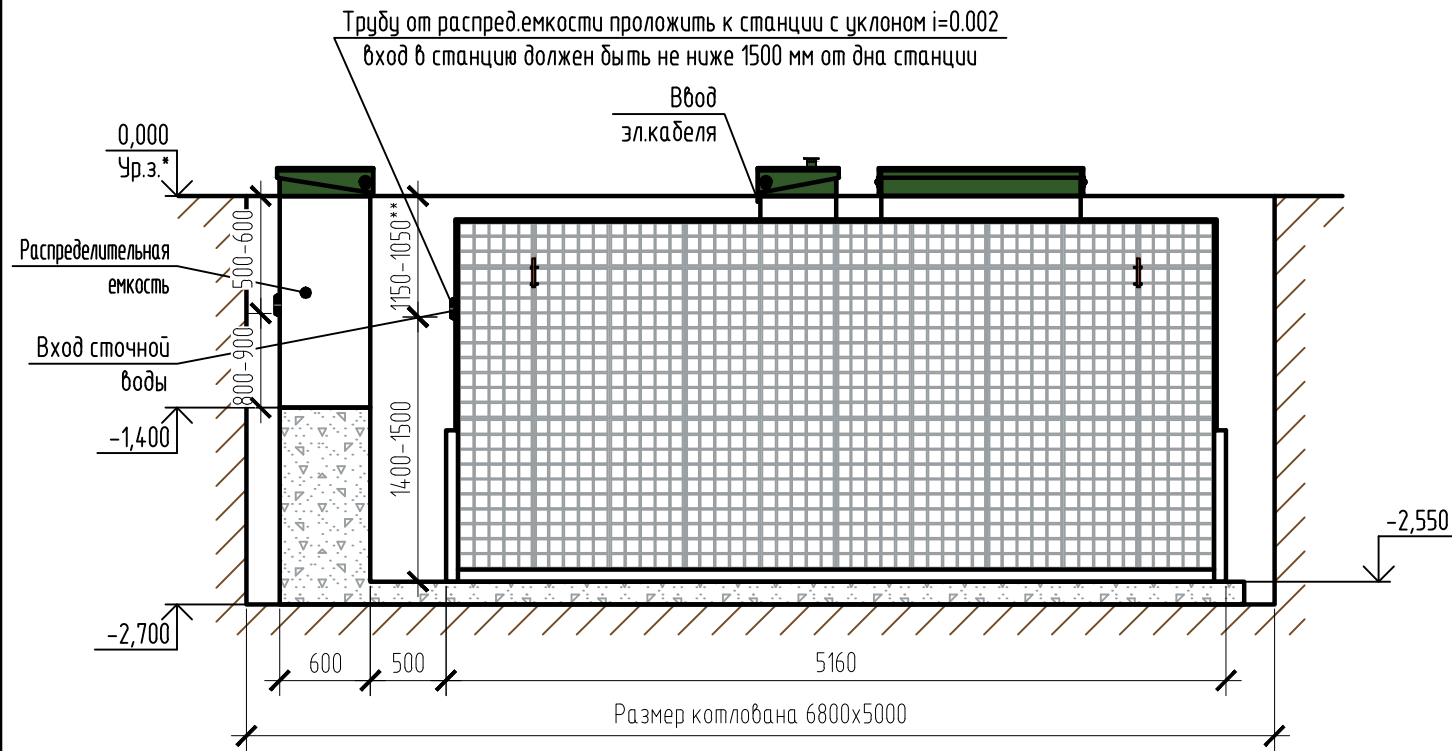 Трубу от распред.емкости проложить к станции с уклоном i=0.002
вход в станцию должен быть не ниже 1500 мм от дна станции
Ввод
эл.кабеля
0,000
Ур.з.*
Распределительная
емкость
500-600
1150-1050**
Вход сточной
воды
800-900
-1,400
1400-1500
-2,550
-2,700
600
500
5160
Размер котлована 6800х5000